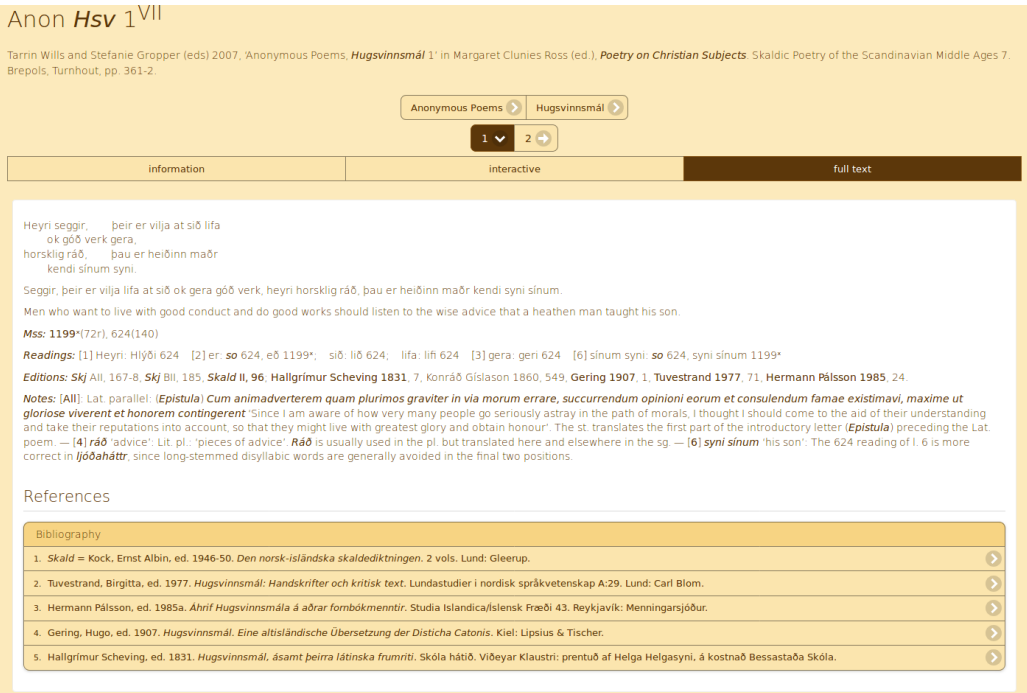 Anon Hsv 1VII
Tarrin Wills and Stefanie Gropper (eds) 2007, ‘Anonymous Poems, Hugsvinnsmál 1’ in Margaret Clunies Ross (ed.), Poetry on Christian Subjects. Skaldic Poetry of the Scandinavian Middle Ages 7.
Brepols, Turnhout, pp. 361-2.
Anonymous Poems Hugsvinnsmál
1 2
information interactive full text
Heyri seggir, þeir er vilja at sið lifa
ok góð verk gera,
horsklig ráð, þau er heiðinn maðr
kendi sínum syni.
Seggir, þeir er vilja lifa at sið ok gera góð verk, heyri horsklig ráð, þau er heiðinn maðr kendi syni sínum.
Men who want to live with good conduct and do good works should listen to the wise advice that a heathen man taught his son.
Mss: 1199ˣ(72r), 624(140)
Readings: [1] Heyri: Hlýði 624 [2] er: so 624, eð 1199ˣ; sið: lið 624; lifa: lifi 624 [3] gera: geri 624 [6] sínum syni: so 624, syni sínum 1199ˣ
Editions: Skj AII, 167-8, Skj BII, 185, Skald II, 96; Hallgrímur Scheving 1831, 7, Konráð Gíslason 1860, 549, Gering 1907, 1, Tuvestrand 1977, 71, Hermann Pálsson 1985, 24.
Notes: [All]: Lat. parallel: (Epistula) Cum animadverterem quam plurimos graviter in via morum errare, succurrendum opinioni eorum et consulendum famae existimavi, maxime ut
gloriose viverent et honorem contingerent ‘Since I am aware of how very many people go seriously astray in the path of morals, I thought I should come to the aid of their understanding
and take their reputations into account, so that they might live with greatest glory and obtain honour’. The st. translates the first part of the introductory letter (Epistula) preceding the Lat.
poem. — [4] ráð ‘advice’: Lit. pl.: ‘pieces of advice’. Ráð is usually used in the pl. but translated here and elsewhere in the sg. — [6] syni sínum ‘his son’: The 624 reading of l. 6 is more
correct in ljóðaháttr, since long-stemmed disyllabic words are generally avoided in the final two positions.
References
Bibliography
1. Skald = Kock, Ernst Albin, ed. 1946-50. Den norsk-isländska skaldediktningen. 2 vols. Lund: Gleerup.
2. Tuvestrand, Birgitta, ed. 1977. Hugsvinnsmál: Handskrifter och kritisk text. Lundastudier i nordisk språkvetenskap A:29. Lund: Carl Blom.
3. Hermann Pálsson, ed. 1985a. Áhrif Hugsvinnsmála á aðrar fornbókmenntir. Studia Islandica/Íslensk Fræði 43. Reykjavík: Menningarsjóður.
4. Gering, Hugo, ed. 1907. Hugsvinnsmál. Eine altisländische Übersetzung der Disticha Catonis. Kiel: Lipsius & Tischer.
5. Hallgrímur Scheving, ed. 1831. Hugsvinnsmál, ásamt þeirra látinska frumriti. Skóla hátíð. Viðeyar Klaustri: prentuð af Helga Helgasyni, á kostnað Bessastaða Skóla.